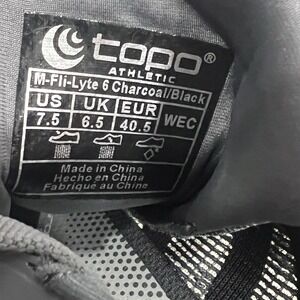 topo®
ATHLETIC
M-Fli-Lyte 6 Charcoal/Black
US UK EUR WEC
7.5 6.5 40.5
Made in China
Hecho en China
Fabriqué au Chine